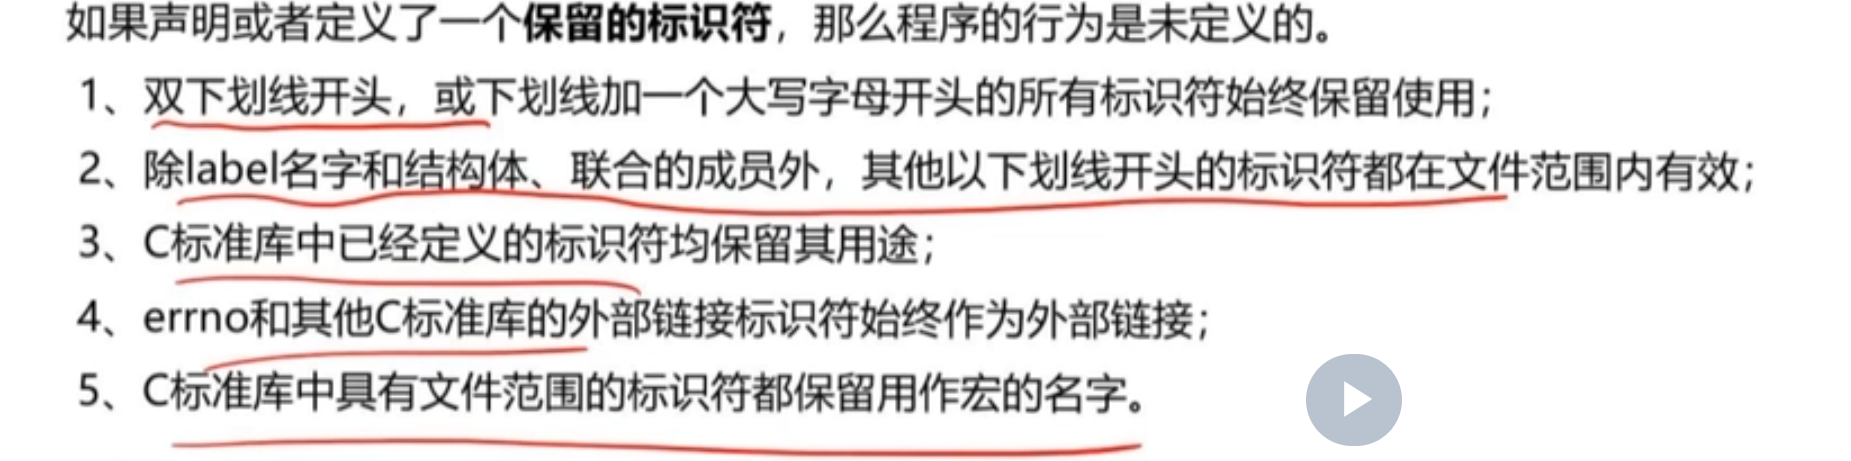 如果声明或者定义了一个保留的标识符，那么程序的行为是未定义的。
1、双下划线开头，或下划线加一个大写字母开头的所有标识符始终保留使用；
2、除label名字和结构体、联合的成员外，其他以下划线开头的标识符都在文件范围内有效；
3、C标准库中已经定义的标识符均保留其用途；
4、errno和其他C标准库的外部链接标识符始终作为外部链接；
5、C标准库中具有文件范围的标识符都保留用作宏的名字。